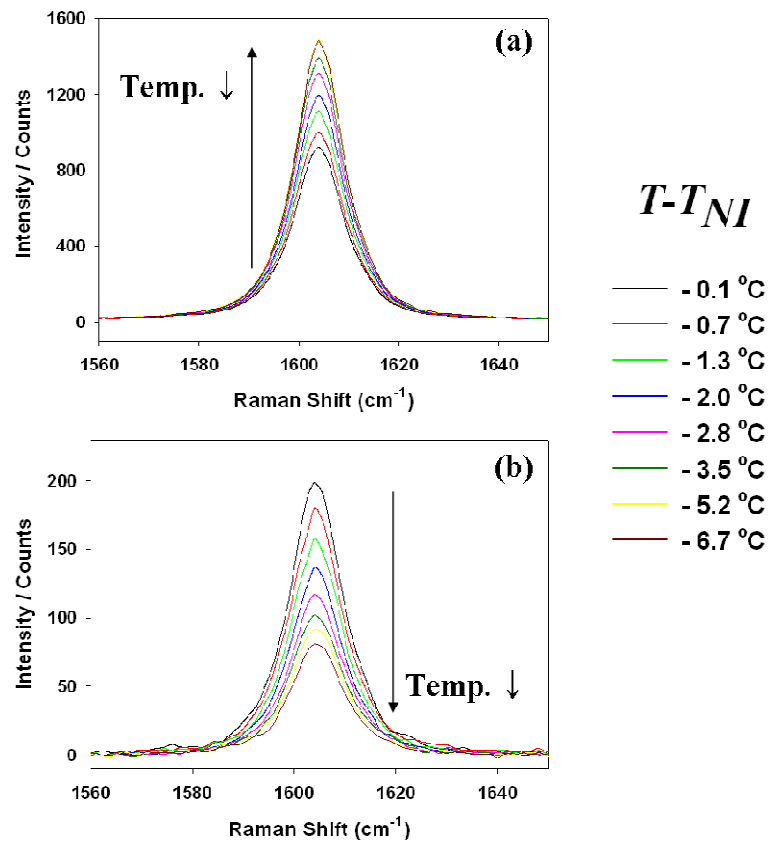 (a)
Temp. ↓
1600
1200
800
400
0
Intensity / Counts
1560 1580 1600 1620 1640
Raman Shift (cm⁻¹)
(b)
200
150
100
50
0
Intensity / Counts
Temp. ↓
1560 1580 1600 1620 1640
Raman Shift (cm⁻¹)
T-T_NI
- 0.1 °C
- 0.7 °C
- 1.3 °C
- 2.0 °C
- 2.8 °C
- 3.5 °C
- 5.2 °C
- 6.7 °C